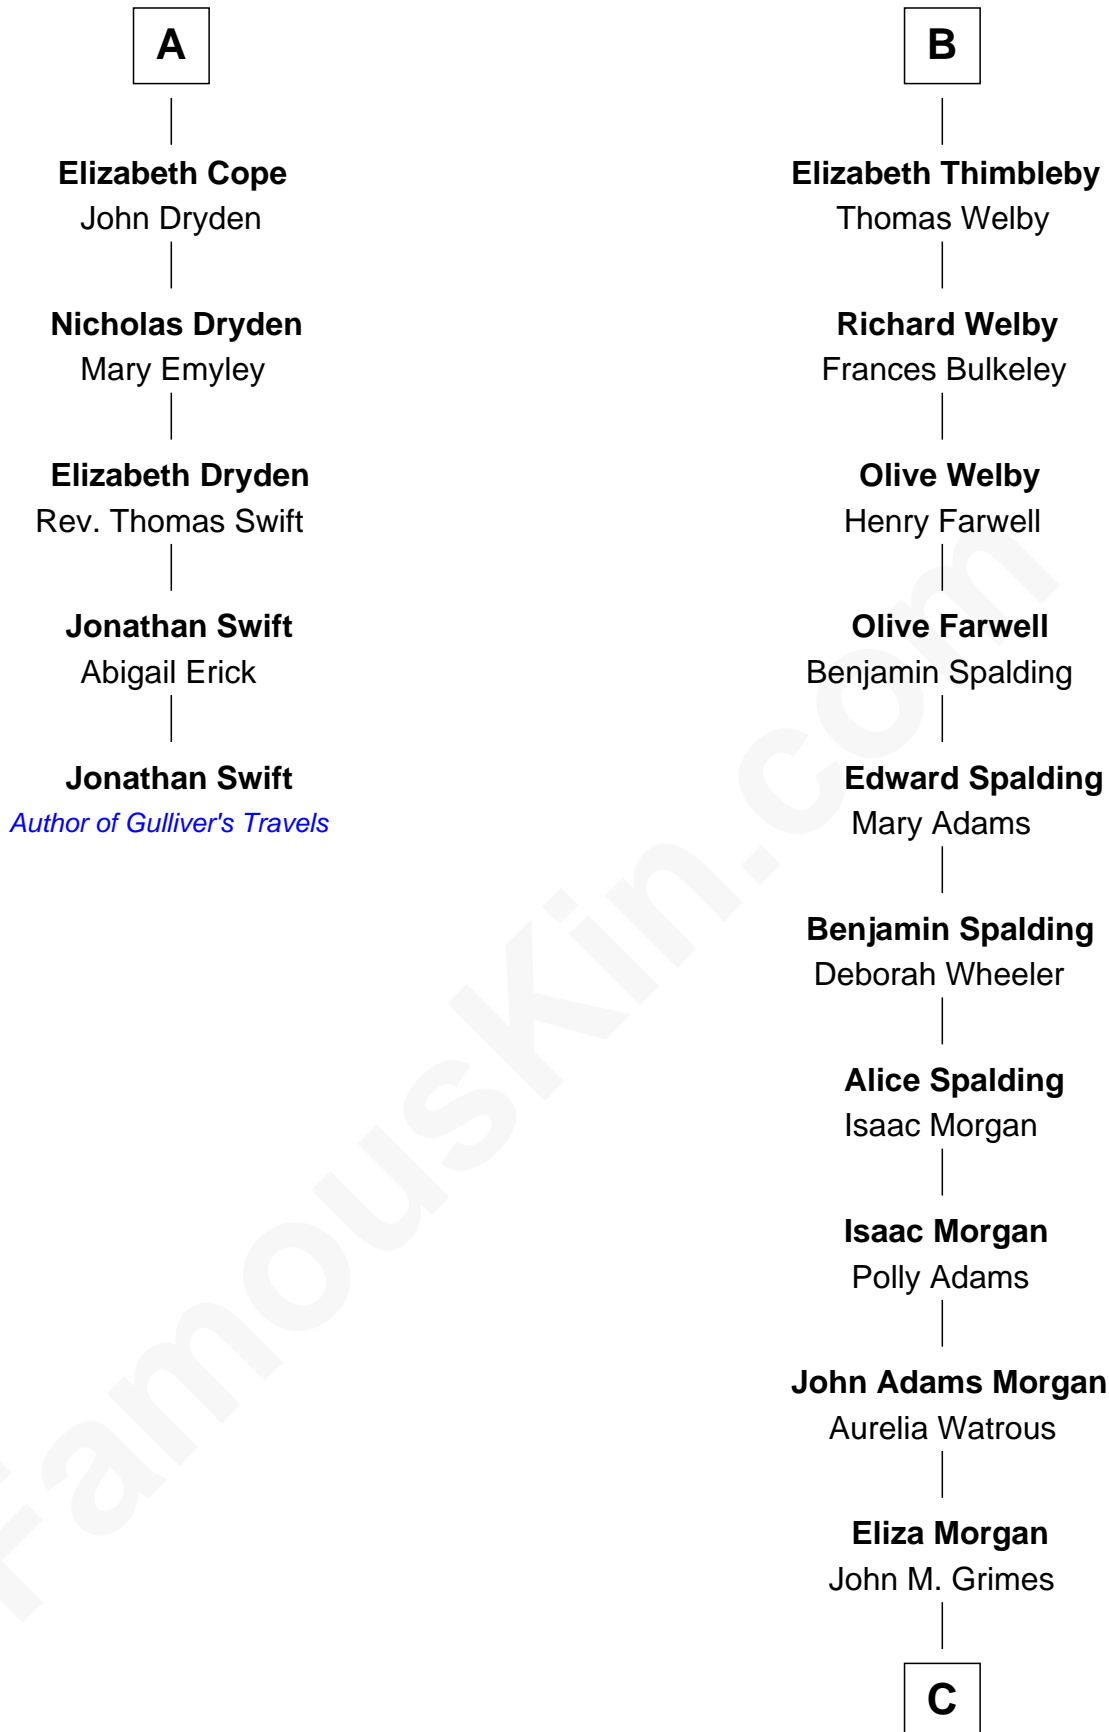 A
Elizabeth Cope
John Dryden
Nicholas Dryden
Mary Emyley
Elizabeth Dryden
Rev. Thomas Swift
Jonathan Swift
Abigail Erick
Jonathan Swift
Author of Gulliver's Travels
B
Elizabeth Thimbleby
Thomas Welby
Richard Welby
Frances Bulkeley
Olive Welby
Henry Farwell
Olive Farwell
Benjamin Spalding
Edward Spalding
Mary Adams
Benjamin Spalding
Deborah Wheeler
Alice Spalding
Isaac Morgan
Isaac Morgan
Polly Adams
John Adams Morgan
Aurelia Watrous
Eliza Morgan
John M. Grimes
C
FamousKin.com